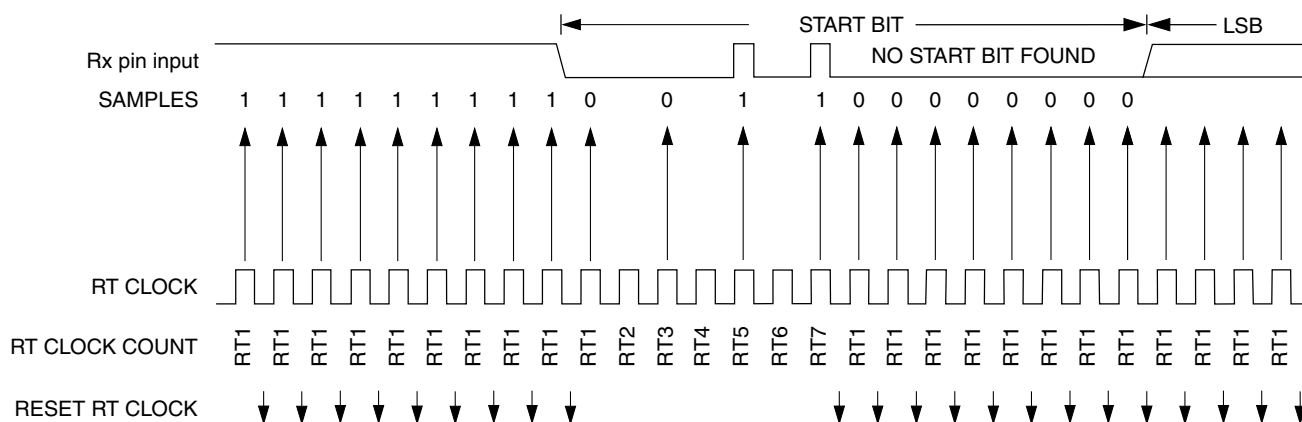 START BIT
LSB
Rx pin input
NO START BIT FOUND
SAMPLES 1 1 1 1 1 1 1 1 1 0 0 1 1 0 0 0 0 0 0 0 0
RT CLOCK
RT CLOCK COUNT RT1 RT1 RT1 RT1 RT1 RT1 RT1 RT1 RT1 RT1 RT2 RT3 RT4 RT5 RT6 RT7 RT1 RT1 RT1 RT1 RT1 RT1 RT1 RT1 RT1 RT1 RT1 RT1
RESET RT CLOCK